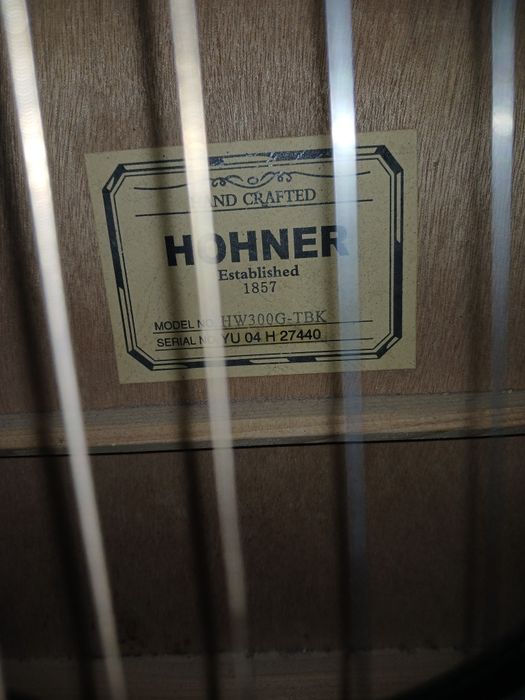 HAND CRAFTED
HOHNER
Established
1857
MODEL NO. HW300G-TBK
SERIAL NO. YU 04 H 27440